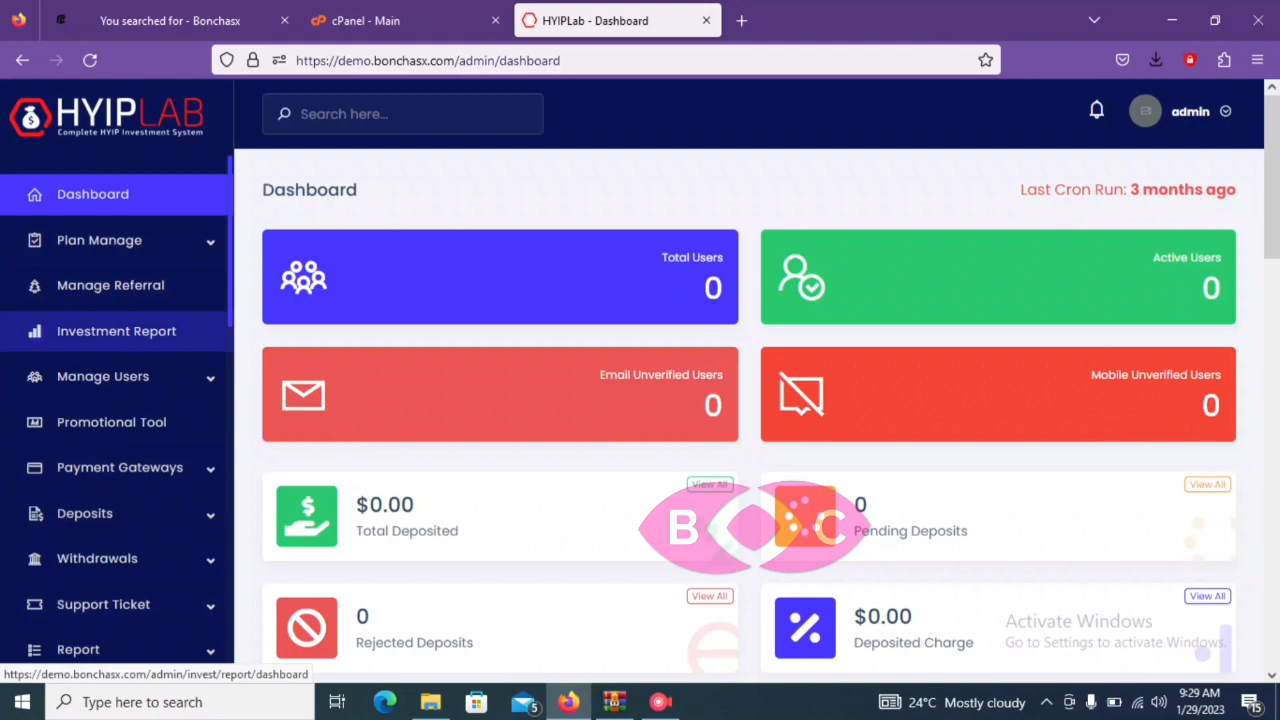 You searched for - Bonchasx
cPanel - Main
HYIPLab - Dashboard
https://demo.bonchasx.com/admin/dashboard
HYIPLAB
Complete HYIP Investment System
Search here...
admin
Dashboard
Plan Manage
Manage Referral
Investment Report
Manage Users
Promotional Tool
Payment Gateways
Deposits
Withdrawals
Support Ticket
Report
Dashboard
Last Cron Run: 3 months ago
Total Users
0
Active Users
0
Email Unverified Users
0
Mobile Unverified Users
0
View All
$0.00
Total Deposited
View All
0
Pending Deposits
B C
View All
0
Rejected Deposits
View All
$0.00
Deposited Charge
Activate Windows
Go to Settings to activate Windows.
https://demo.bonchasx.com/admin/invest/report/dashboard
Type here to search
5
24°C Mostly cloudy
9:29 AM
1/29/2023
15